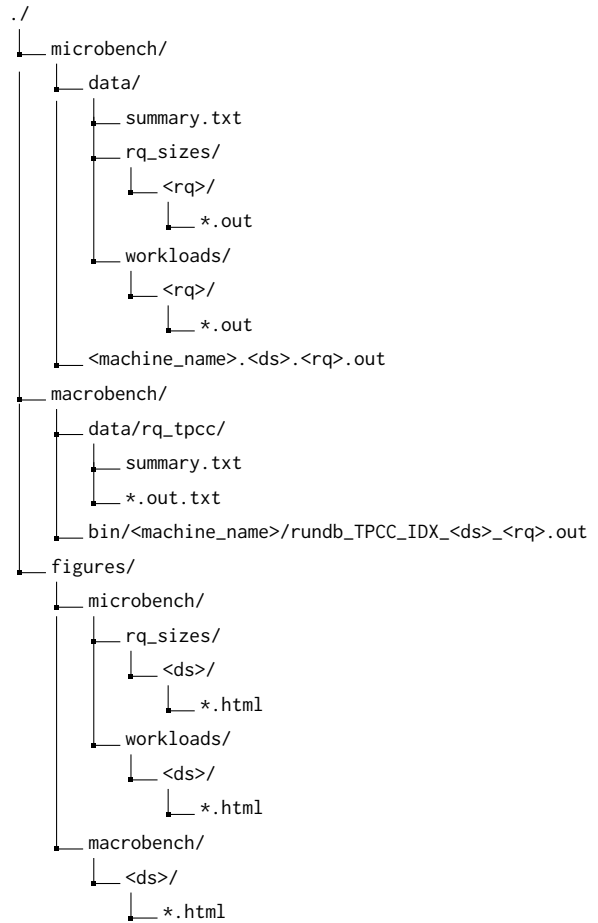 ./
microbench/
data/
summary.txt
rq_sizes/
<rq>/
*.out
workloads/
<rq>/
*.out
<machine_name>.<ds>.<rq>.out
macrobench/
data/rq_tpcc/
summary.txt
*.out.txt
bin/<machine_name>/rundb_TPCC_IDX_<ds>_<rq>.out
figures/
microbench/
rq_sizes/
<ds>/
*.html
workloads/
<ds>/
*.html
macrobench/
<ds>/
*.html